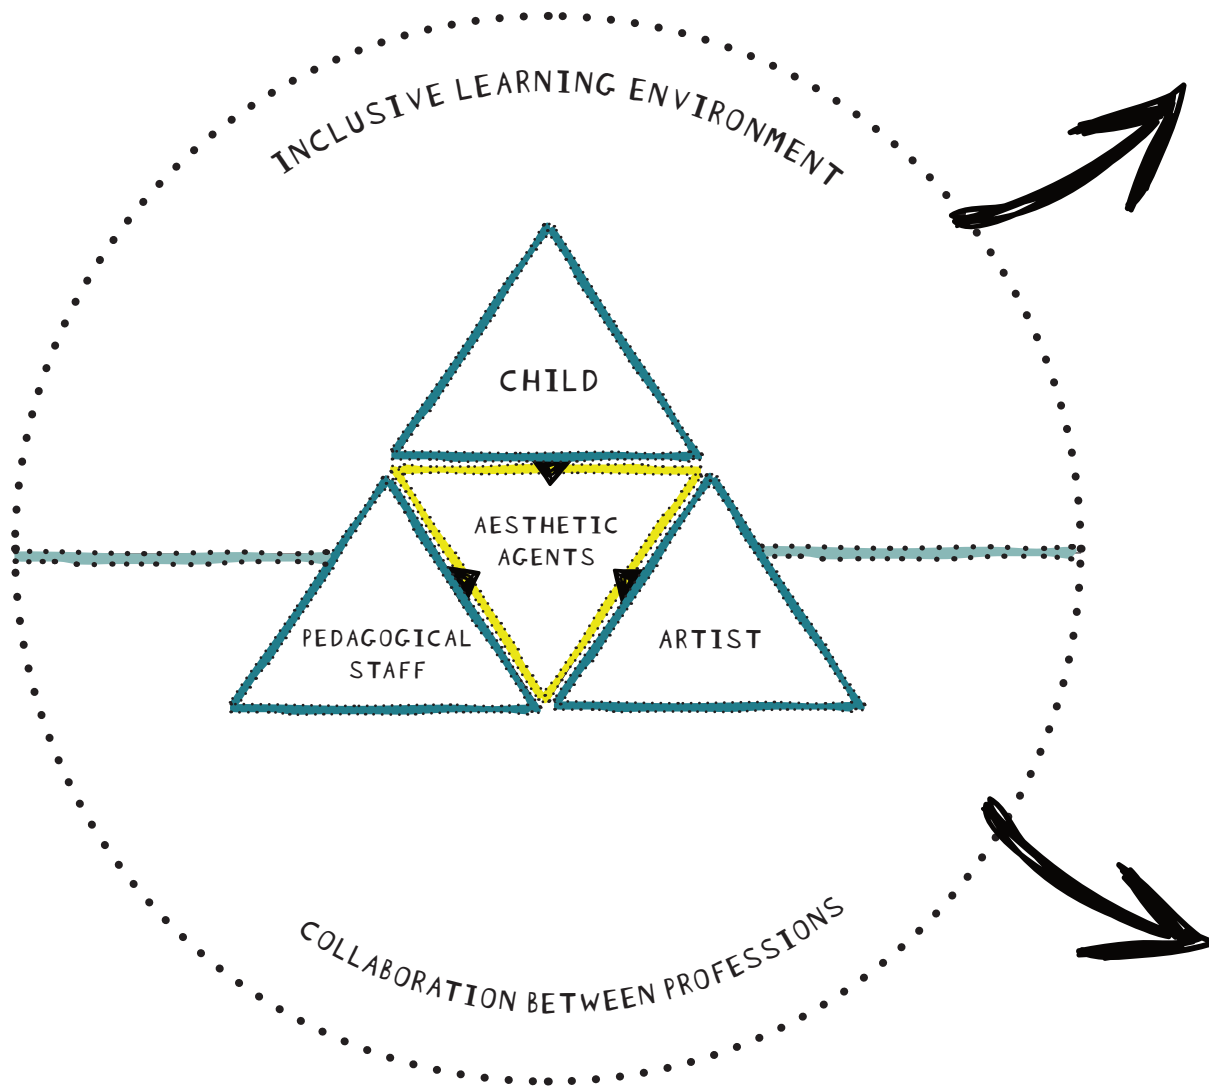 INCLUSIVE LEARNING ENVIRONMENT
CHILD
AESTHETIC
AGENTS
PEDAGOGICAL
STAFF
ARTIST
COLLABORATION BETWEEN PROFESSIONS